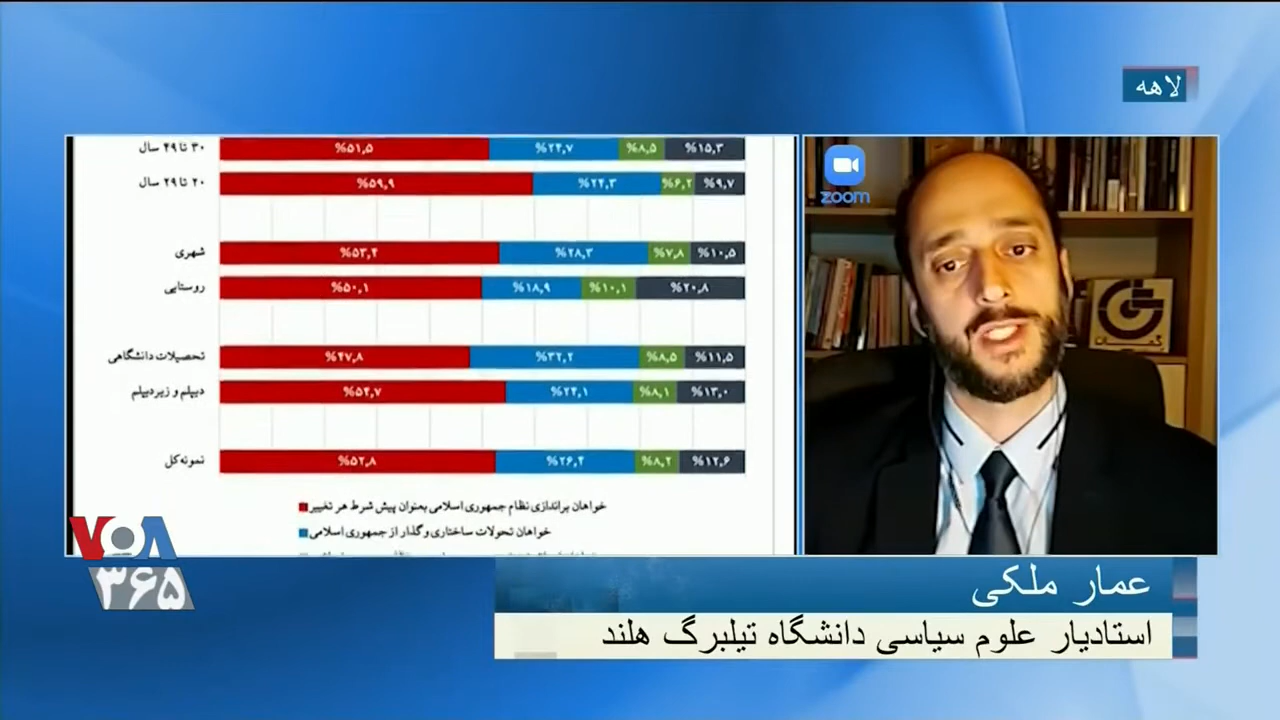 لاهه
zoom
۳۰ تا ۴۹ سال %۵۱٫۵ %۲۴٫۷ %۸٫۵ %۱۵٫۳
۲۰ تا ۲۹ سال %۵۹٫۹ %۲۴٫۳ %۶٫۲ %۹٫۷
شهری %۵۳٫۴ %۲۸٫۳ %۷٫۸ %۱۰٫۵
روستایی %۵۰٫۱ %۱۸٫۹ %۱۰٫۱ %۲۰٫۸
تحصیلات دانشگاهی %۴۷٫۸ %۳۲٫۲ %۸٫۵ %۱۱٫۵
دیپلم و زیردیپلم %۵۴٫۷ %۲۴٫۱ %۸٫۱ %۱۳٫۰
نمونه کل %۵۲٫۸ %۲۶٫۴ %۸٫۲ %۱۲٫۶
خواهان براندازی نظام جمهوری اسلامی بعنوان پیش شرط هر تغییر
خواهان تحولات ساختاری و گذار از جمهوری اسلامی
VOA
۳۶۵
عمار ملکی
استادیار علوم سیاسی دانشگاه تیلبرگ هلند